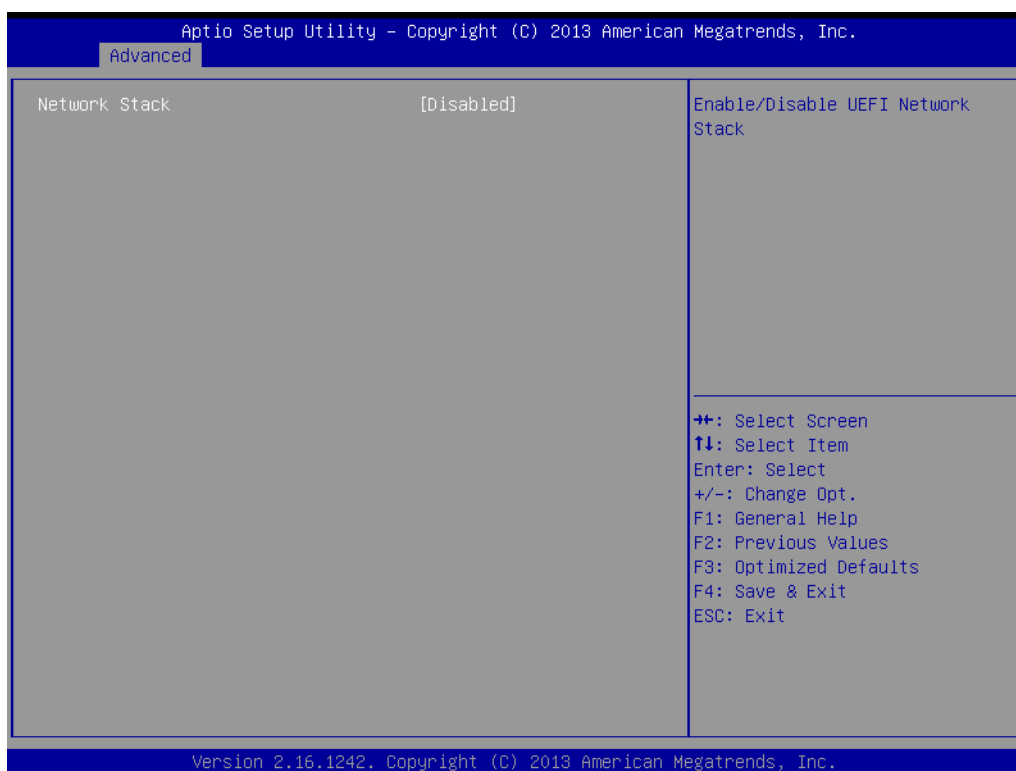 Aptio Setup Utility – Copyright (C) 2013 American Megatrends, Inc.
Advanced
Network Stack [Disabled]
Enable/Disable UEFI Network
Stack
→←: Select Screen
↑↓: Select Item
Enter: Select
+/-: Change Opt.
F1: General Help
F2: Previous Values
F3: Optimized Defaults
F4: Save & Exit
ESC: Exit
Version 2.16.1242. Copyright (C) 2013 American Megatrends, Inc.